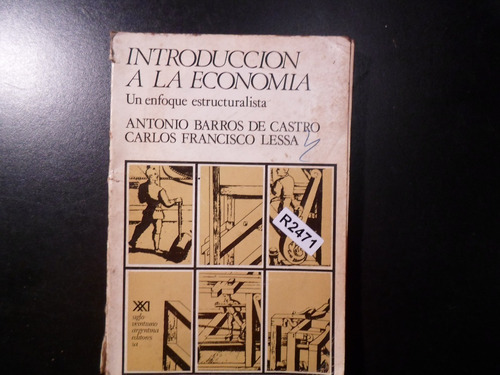 INTRODUCCION
A LA ECONOMIA
Un enfoque estructuralista
ANTONIO BARROS DE CASTRO
CARLOS FRANCISCO LESSA
R2471
XXI
siglo
veintiuno
argentina
editores
sa